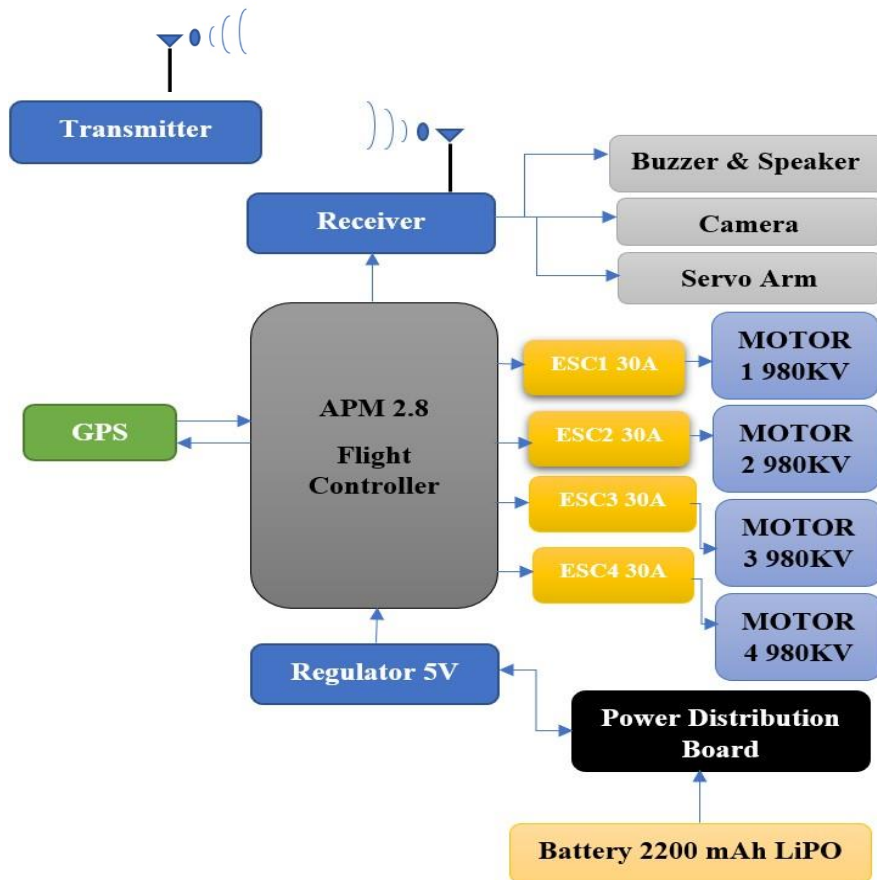 Transmitter
Receiver
Buzzer & Speaker
Camera
Servo Arm
APM 2.8
Flight
Controller
GPS
ESC1 30A
ESC2 30A
ESC3 30A
ESC4 30A
MOTOR
1 980KV
MOTOR
2 980KV
MOTOR
3 980KV
MOTOR
4 980KV
Regulator 5V
Power Distribution
Board
Battery 2200 mAh LiPO